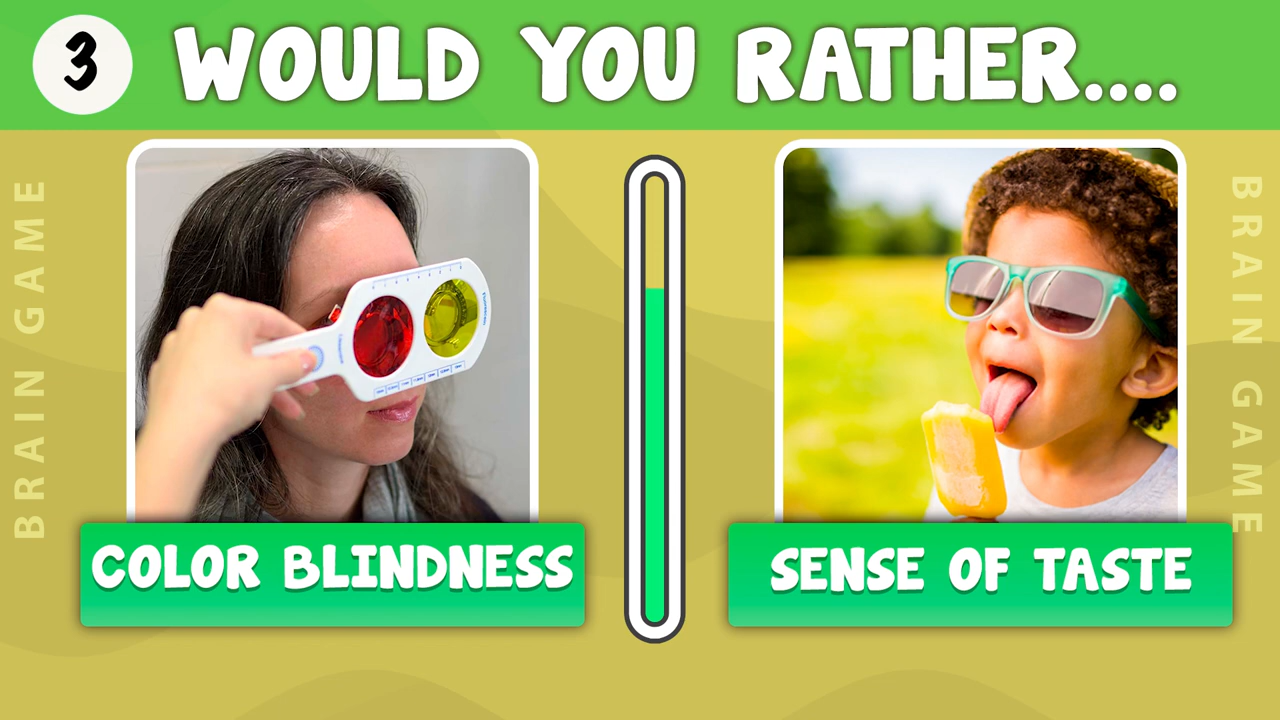 3
WOULD YOU RATHER....
BRAIN GAME
BRAIN GAME
COLOR BLINDNESS
SENSE OF TASTE